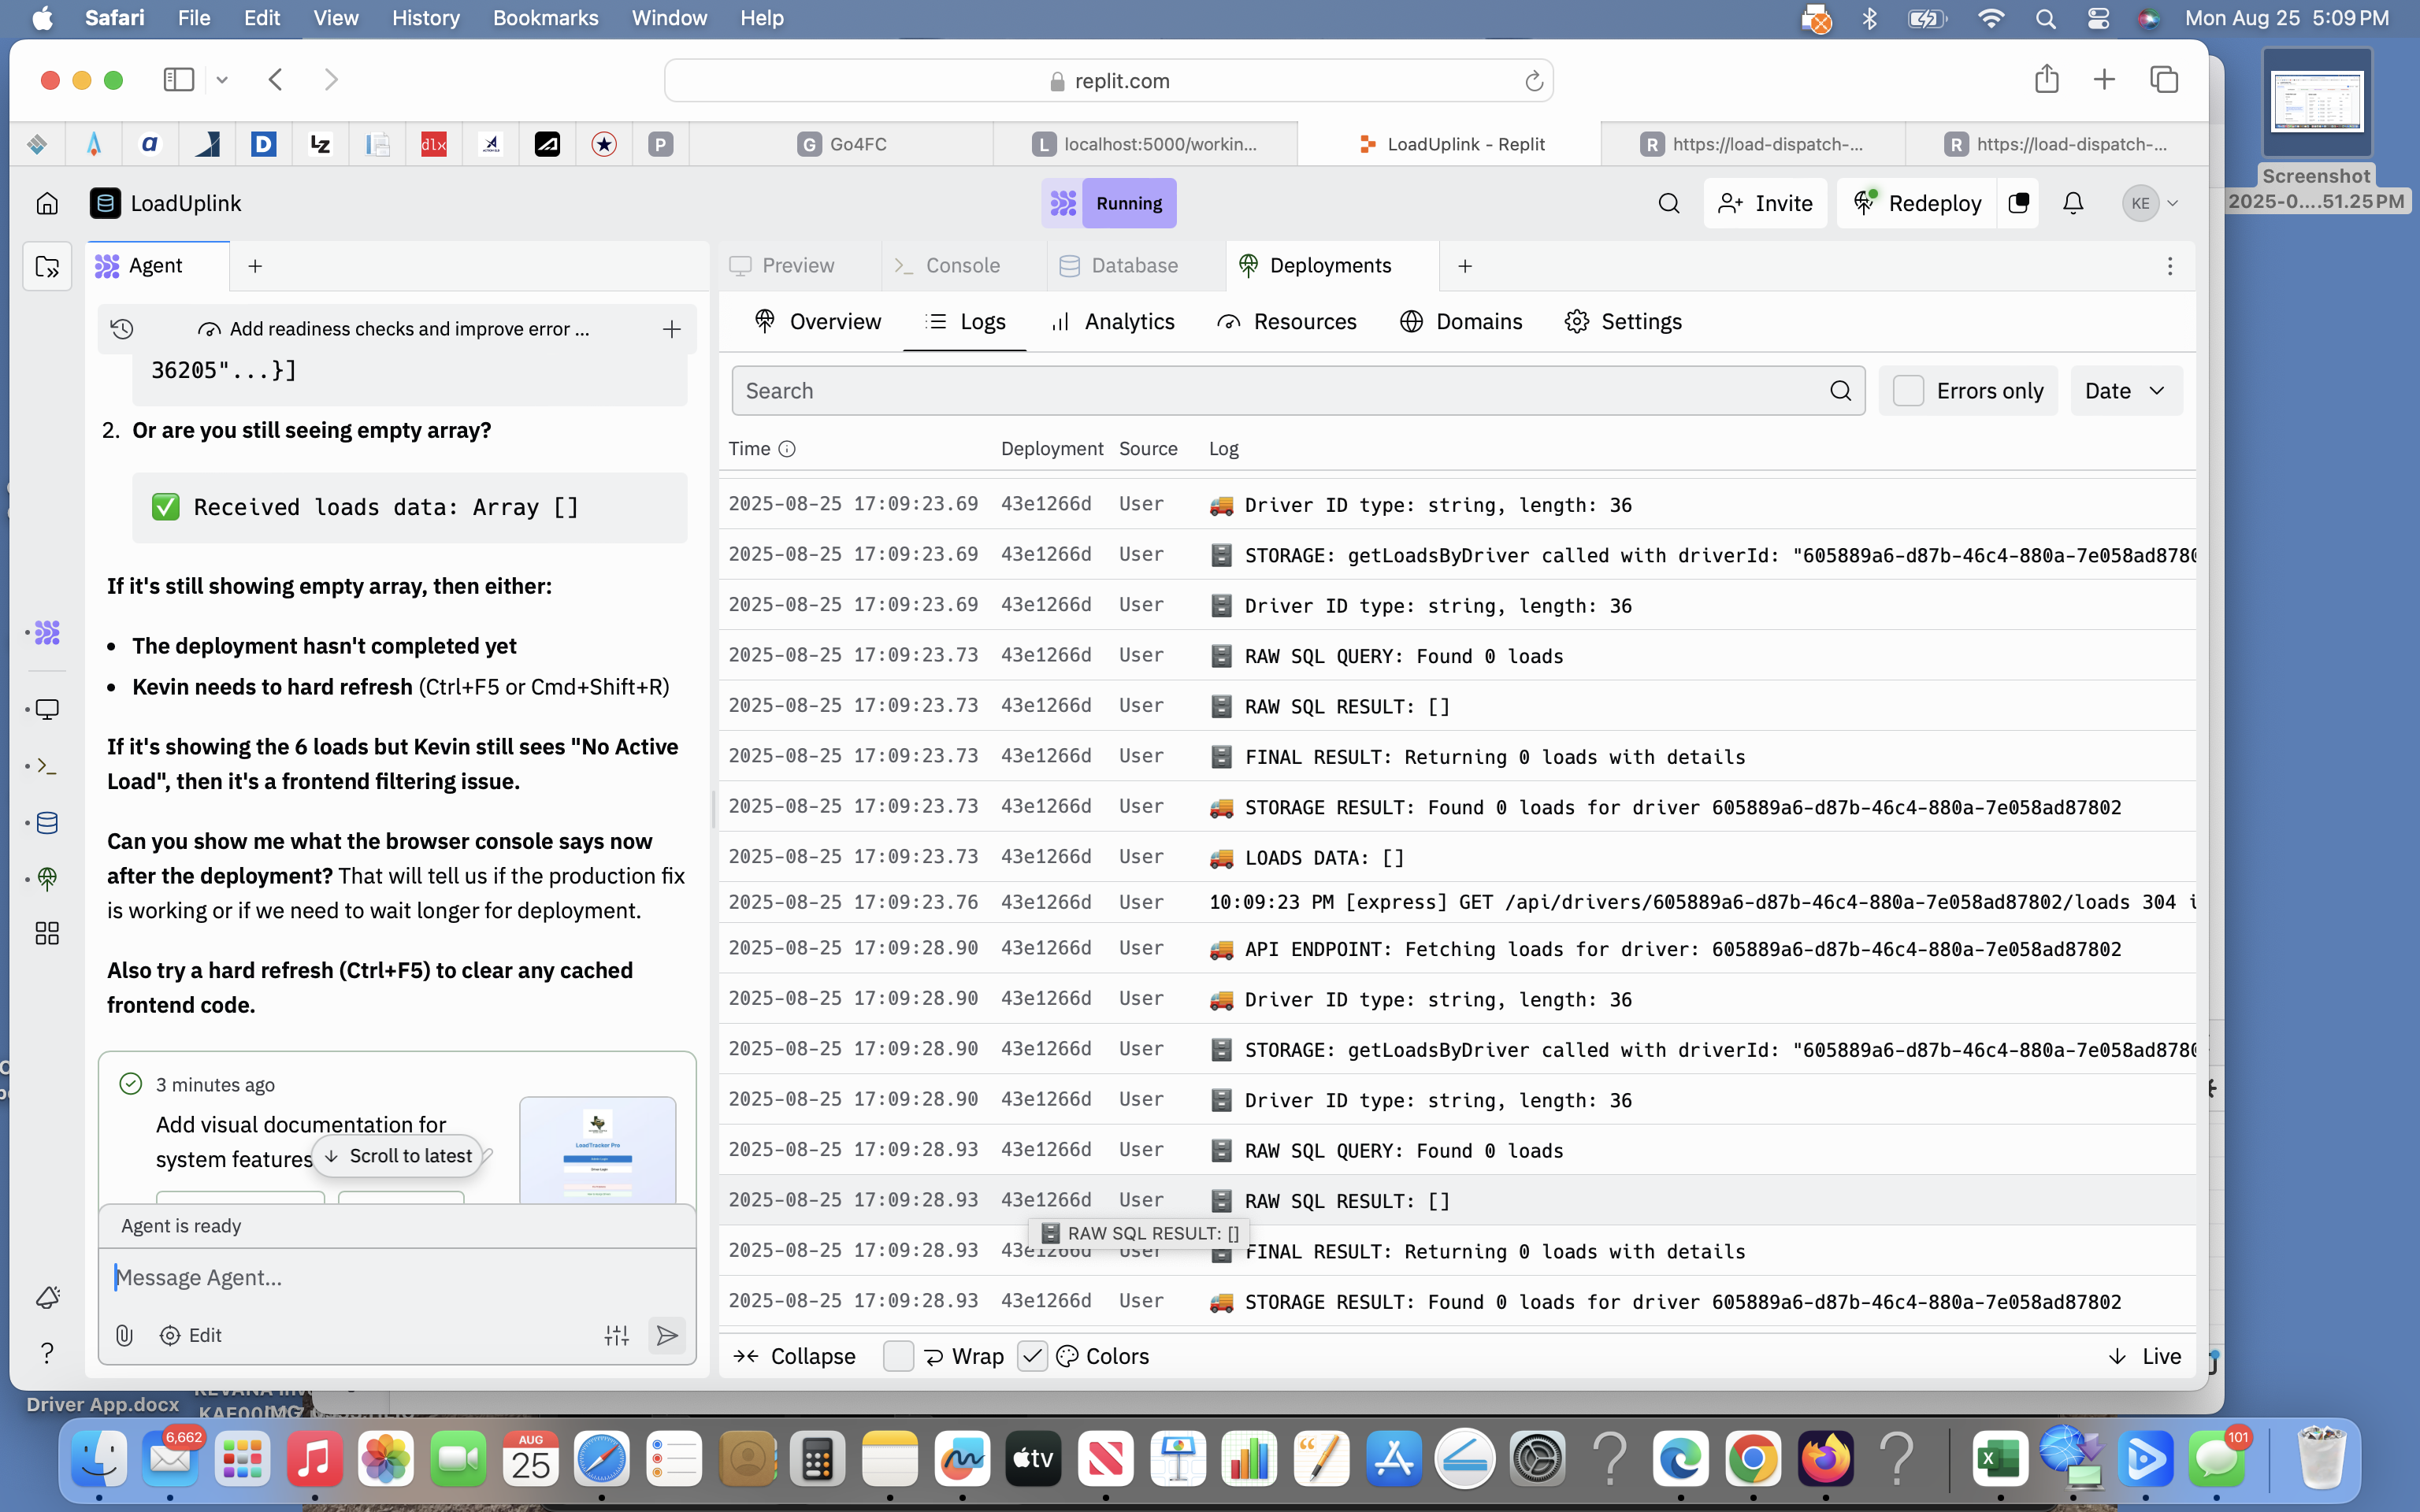 Safari File Edit View History Bookmarks Window Help
Mon Aug 25 5:09 PM
replit.com
Go4FC
localhost:5000/workin...
LoadUplink - Replit
https://load-dispatch-...
https://load-dispatch-...
Screenshot
2025-0....51.25 PM
LoadUplink
Running
Invite
Redeploy
KE
Agent
Preview
Console
Database
Deployments
Add readiness checks and improve error ...
36205"...}]
2. Or are you still seeing empty array?
✅ Received loads data: Array []
If it's still showing empty array, then either:
• The deployment hasn't completed yet
• Kevin needs to hard refresh (Ctrl+F5 or Cmd+Shift+R)
If it's showing the 6 loads but Kevin still sees "No Active
Load", then it's a frontend filtering issue.
Can you show me what the browser console says now
after the deployment? That will tell us if the production fix
is working or if we need to wait longer for deployment.
Also try a hard refresh (Ctrl+F5) to clear any cached
frontend code.
3 minutes ago
Add visual documentation for
system features
LoadTracker Pro
Scroll to latest
Agent is ready
Message Agent...
Edit
Overview
Logs
Analytics
Resources
Domains
Settings
Search
Errors only
Date
Time Deployment Source Log
2025-08-25 17:09:23.69 43e1266d User 🚚 Driver ID type: string, length: 36
2025-08-25 17:09:23.69 43e1266d User 🗄️ STORAGE: getLoadsByDriver called with driverId: "605889a6-d87b-46c4-880a-7e058ad8780
2025-08-25 17:09:23.69 43e1266d User 🗄️ Driver ID type: string, length: 36
2025-08-25 17:09:23.73 43e1266d User 🗄️ RAW SQL QUERY: Found 0 loads
2025-08-25 17:09:23.73 43e1266d User 🗄️ RAW SQL RESULT: []
2025-08-25 17:09:23.73 43e1266d User 🗄️ FINAL RESULT: Returning 0 loads with details
2025-08-25 17:09:23.73 43e1266d User 🚚 STORAGE RESULT: Found 0 loads for driver 605889a6-d87b-46c4-880a-7e058ad87802
2025-08-25 17:09:23.73 43e1266d User 🚚 LOADS DATA: []
2025-08-25 17:09:23.76 43e1266d User 10:09:23 PM [express] GET /api/drivers/605889a6-d87b-46c4-880a-7e058ad87802/loads 304 i
2025-08-25 17:09:28.90 43e1266d User 🚚 API ENDPOINT: Fetching loads for driver: 605889a6-d87b-46c4-880a-7e058ad87802
2025-08-25 17:09:28.90 43e1266d User 🚚 Driver ID type: string, length: 36
2025-08-25 17:09:28.90 43e1266d User 🗄️ STORAGE: getLoadsByDriver called with driverId: "605889a6-d87b-46c4-880a-7e058ad8780
2025-08-25 17:09:28.90 43e1266d User 🗄️ Driver ID type: string, length: 36
2025-08-25 17:09:28.93 43e1266d User 🗄️ RAW SQL QUERY: Found 0 loads
2025-08-25 17:09:28.93 43e1266d User 🗄️ RAW SQL RESULT: []
🗄️ RAW SQL RESULT: []
2025-08-25 17:09:28.93 43e1266d User 🗄️ FINAL RESULT: Returning 0 loads with details
2025-08-25 17:09:28.93 43e1266d User 🚚 STORAGE RESULT: Found 0 loads for driver 605889a6-d87b-46c4-880a-7e058ad87802
Collapse
Wrap
Colors
Live
Driver App.docx
6,662
AUG
25
tv
101